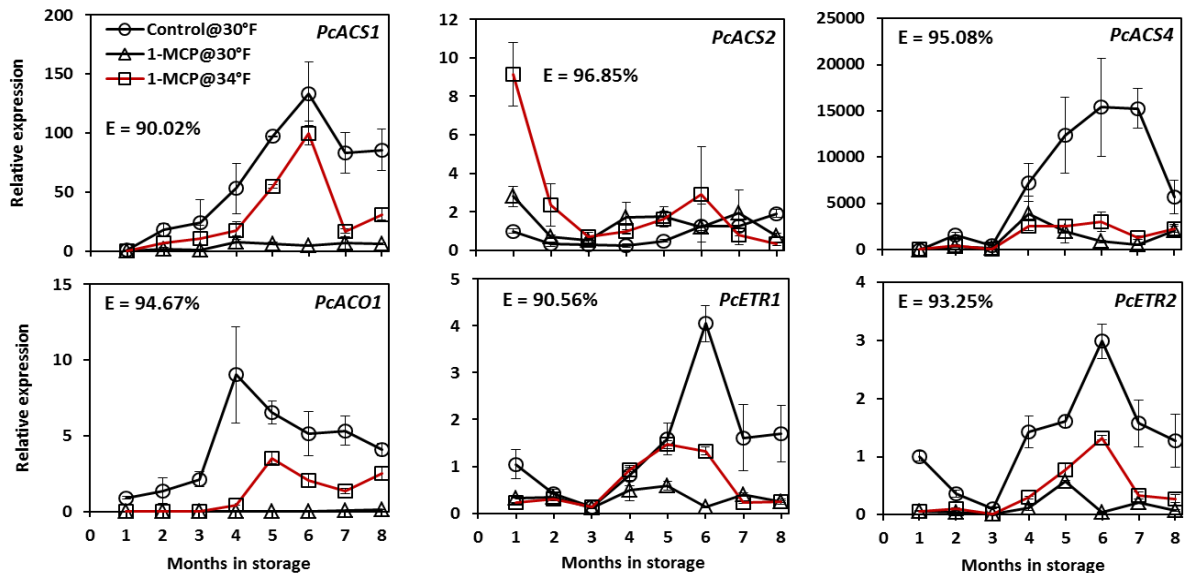 200
150
100
50
0
Relative expression
Control@30°F
1-MCP@30°F
1-MCP@34°F
PcACS1
E = 90.02%
12
10
8
6
4
2
0
PcACS2
E = 96.85%
25000
20000
15000
10000
5000
0
PcACS4
E = 95.08%
15
10
5
0
Relative expression
E = 94.67%
PcACO1
0 1 2 3 4 5 6 7 8
Months in storage
5
4
3
2
1
0
E = 90.56%
PcETR1
0 1 2 3 4 5 6 7 8
Months in storage
4
3
2
1
0
E = 93.25%
PcETR2
0 1 2 3 4 5 6 7 8
Months in storage